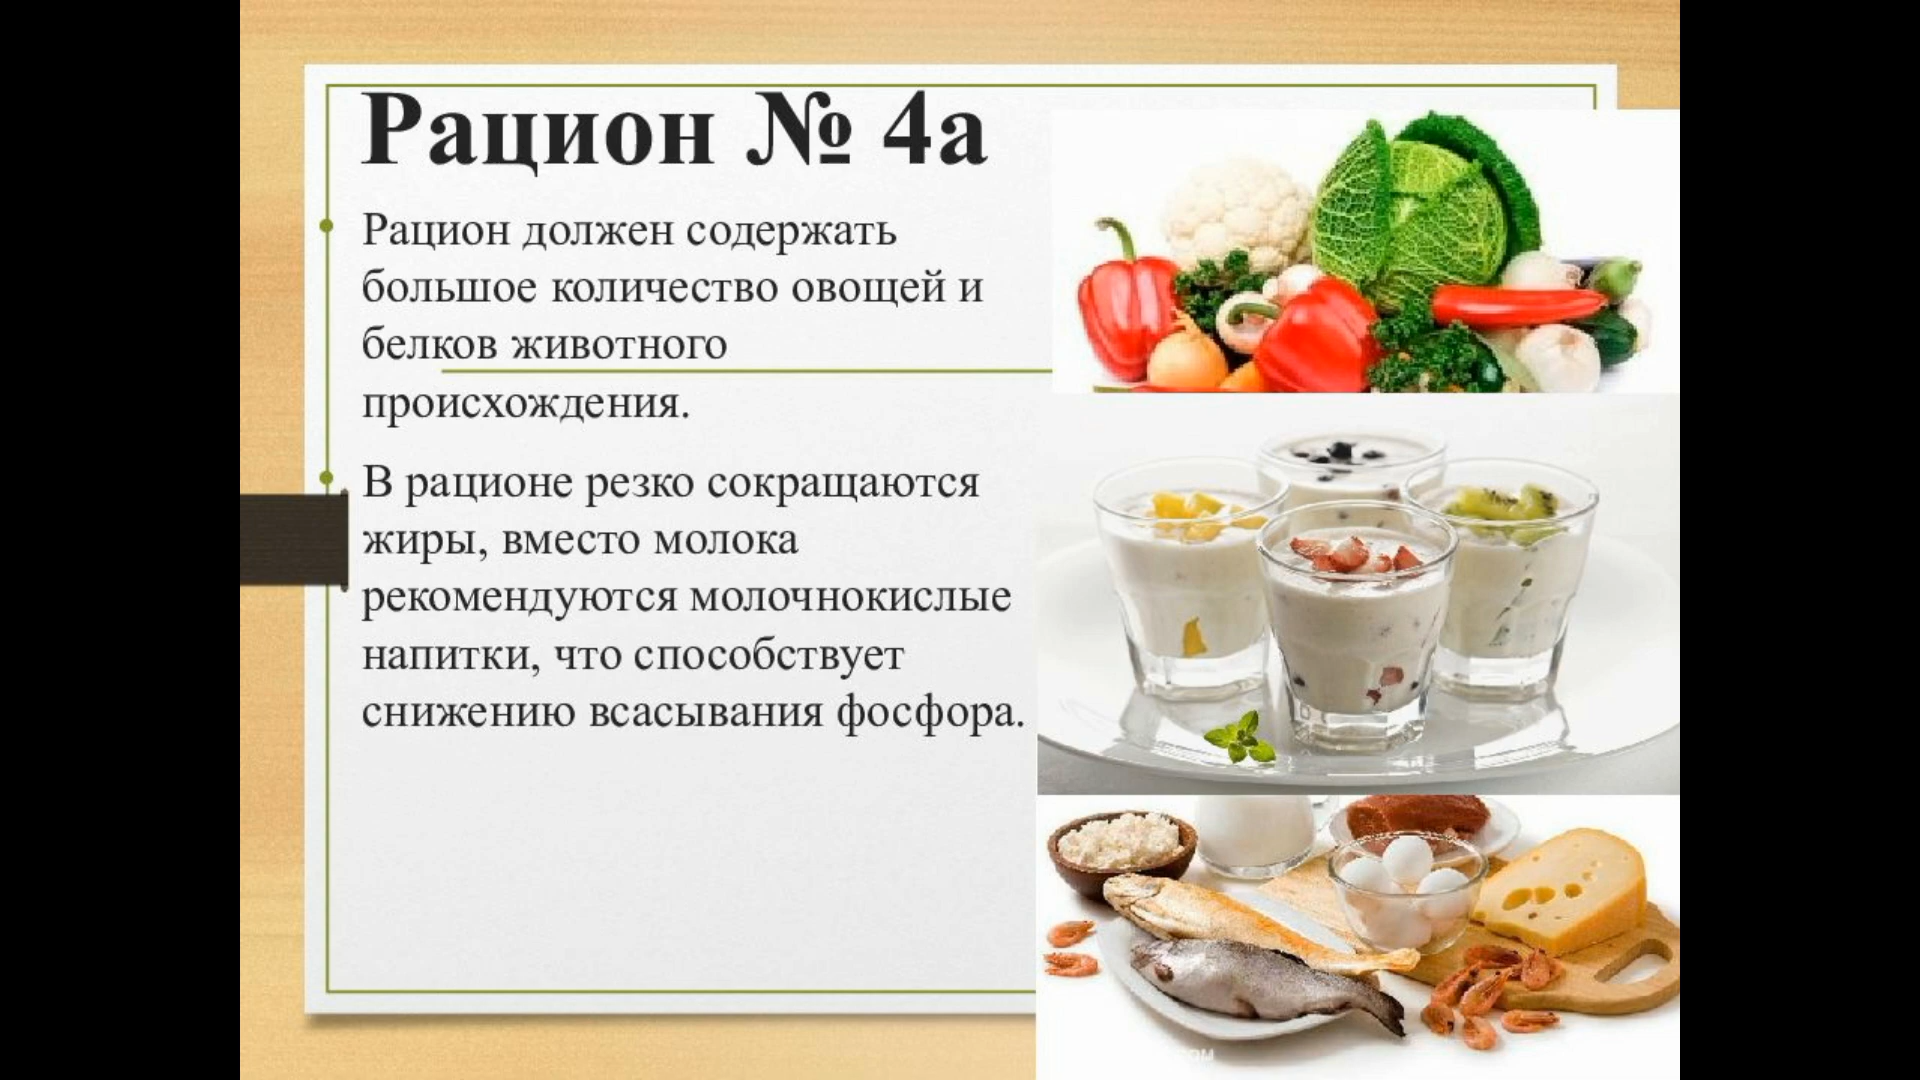 Рацион № 4а
Рацион должен содержать
большое количество овощей и
белков животного
происхождения.
В рационе резко сокращаются
жиры, вместо молока
рекомендуются молочнокислые
напитки, что способствует
снижению всасывания фосфора.